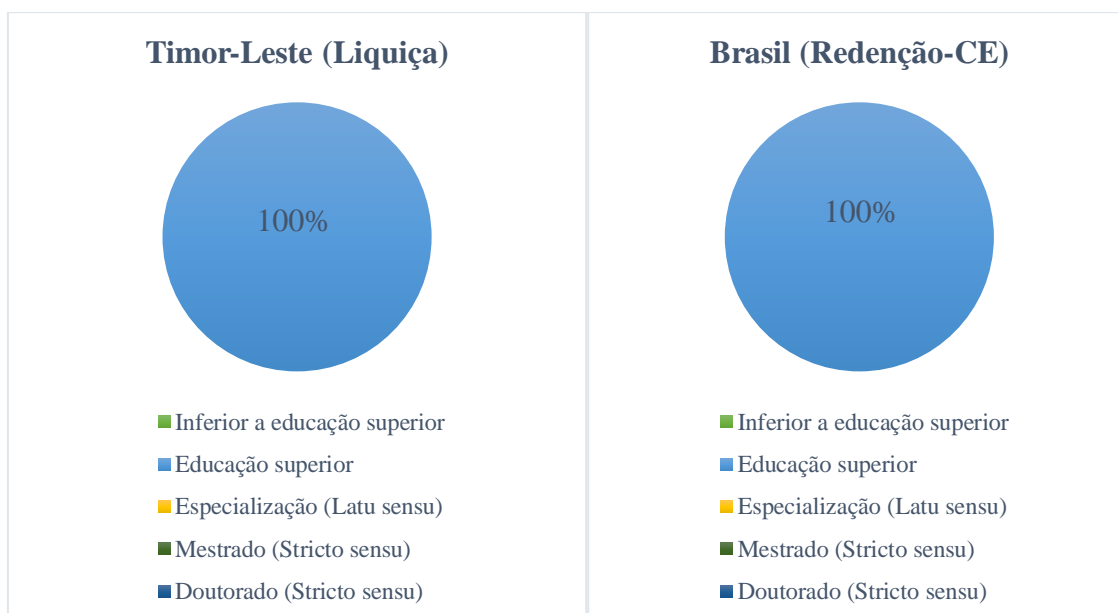 Timor-Leste (Liquiça)
100%
Inferior a educação superior
Educação superior
Especialização (Latu sensu)
Mestrado (Stricto sensu)
Doutorado (Stricto sensu)
Brasil (Redenção-CE)
100%
Inferior a educação superior
Educação superior
Especialização (Latu sensu)
Mestrado (Stricto sensu)
Doutorado (Stricto sensu)